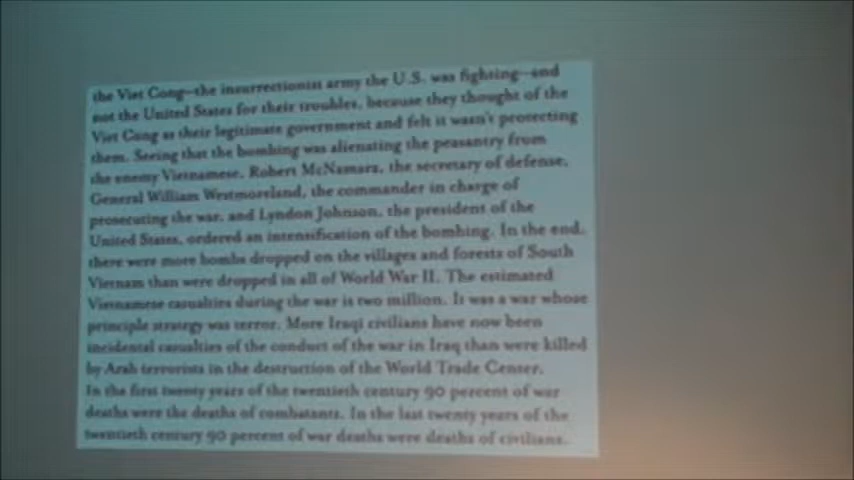 the Viet Cong—the insurrectionist army the U.S. was fighting—and
not the United States for their troubles, because they thought of the
Viet Cong as their legitimate government and felt it wasn't protecting
them. Seeing that the bombing was alienating the peasantry from
the enemy Vietnamese, Robert McNamara, the secretary of defense,
General William Westmoreland, the commander in charge of
prosecuting the war, and Lyndon Johnson, the president of the
United States, ordered an intensification of the bombing. In the end,
there were more bombs dropped on the villages and forests of South
Vietnam than were dropped in all of World War II. The estimated
Vietnamese casualties during the war is two million. It was a war whose
principle strategy was terror. More Iraqi civilians have now been
incidental casualties of the conduct of the war in Iraq than were killed
by Arab terrorists in the destruction of the World Trade Center.
In the first twenty years of the twentieth century 90 percent of war
deaths were the deaths of combatants. In the last twenty years of the
twentieth century 90 percent of war deaths were deaths of civilians.